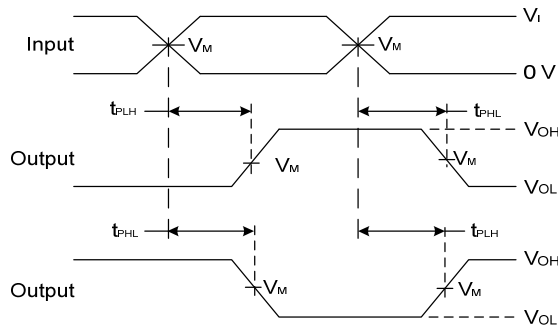 VI
Input VM VM
0 V
tPLH tPHL
VOH
Output VM VM
VOL
tPHL tPLH
VOH
Output VM VM
VOL